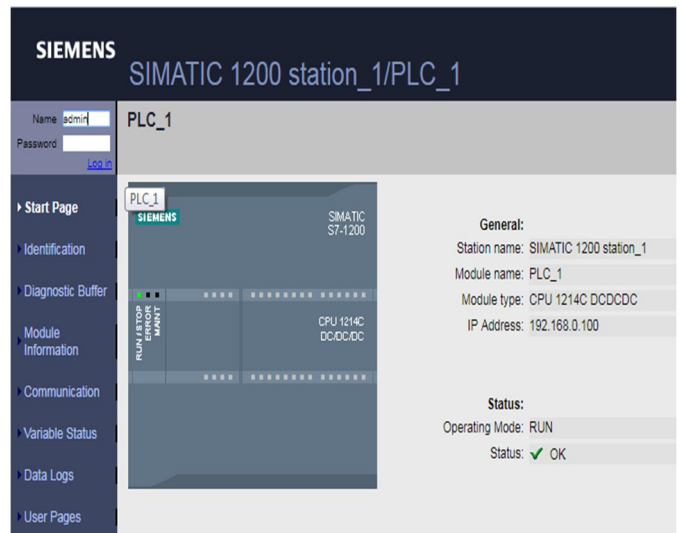 SIEMENS
SIMATIC 1200 station_1/PLC_1
Name admin
Password
Log in
PLC_1
Start Page
Identification
Diagnostic Buffer
Module
Information
Communication
Variable Status
Data Logs
User Pages
PLC_1
SIEMENS
SIMATIC
S7-1200
RUN / STOP
ERROR
MAINT
CPU 1214C
DC/DC/DC
General:
Station name: SIMATIC 1200 station_1
Module name: PLC_1
Module type: CPU 1214C DCDCDC
IP Address: 192.168.0.100
Status:
Operating Mode: RUN
Status: ✔ OK